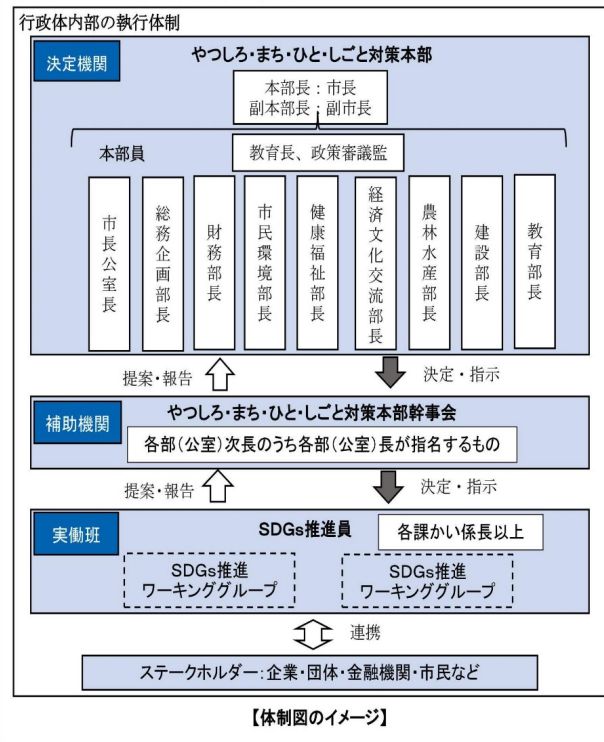 行政体内部の執行体制
決定機関
やつしろ・まち・ひと・しごと対策本部
本部長：市長
副本部長：副市長
本部員
教育長、政策審議監
市長公室長
総務企画部長
財務部長
市民環境部長
健康福祉部長
経済文化交流部長
農林水産部長
建設部長
教育部長
提案・報告
決定・指示
補助機関
やつしろ・まち・ひと・しごと対策本部幹事会
各部（公室）次長のうち各部（公室）長が指名するもの
提案・報告
決定・指示
実働班
SDGs推進員
各課かい係長以上
SDGs推進
ワーキンググループ
SDGs推進
ワーキンググループ
連携
ステークホルダー：企業・団体・金融機関・市民など
【体制図のイメージ】